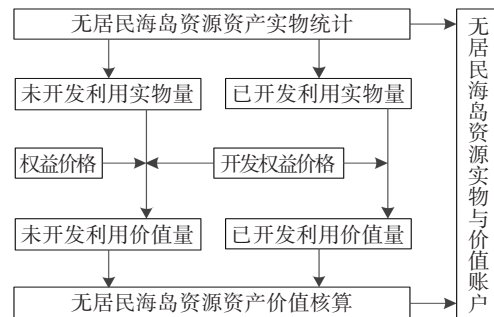 无居民海岛资源资产实物统计
未开发利用实物量
已开发利用实物量
权益价格
开发权益价格
未开发利用价值量
已开发利用价值量
无居民海岛资源资产价值核算
无居民海岛资源实物与价值账户